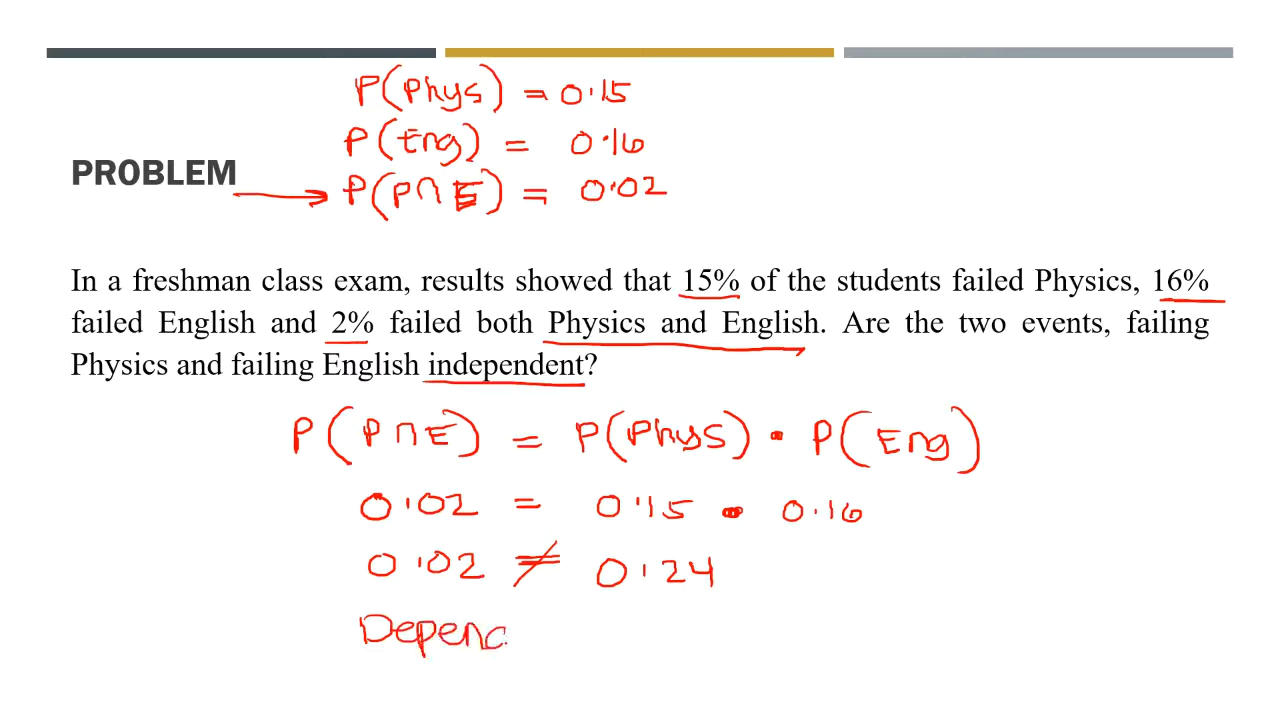 P(Phys) = 0.15
P(Eng) = 0.16
PROBLEM
P(P∩E) = 0.02
In a freshman class exam, results showed that 15% of the students failed Physics, 16%
failed English and 2% failed both Physics and English. Are the two events, failing
Physics and failing English independent?
P(P∩E) = P(Phys) • P(Eng)
0.02 = 0.15 • 0.16
0.02 ≠ 0.24
Depenc